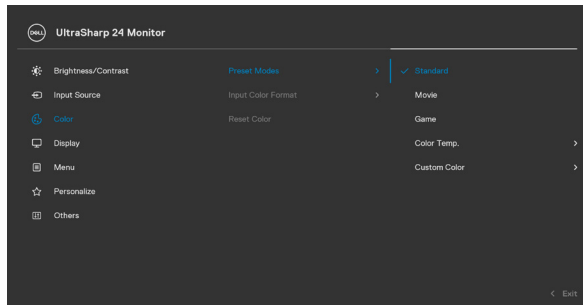 DELL UltraSharp 24 Monitor
Brightness/Contrast Preset Modes > ✓ Standard
Input Source Input Color Format > Movie
Color Reset Color Game
Display Color Temp. >
Menu Custom Color >
Personalize
Others
< Exit